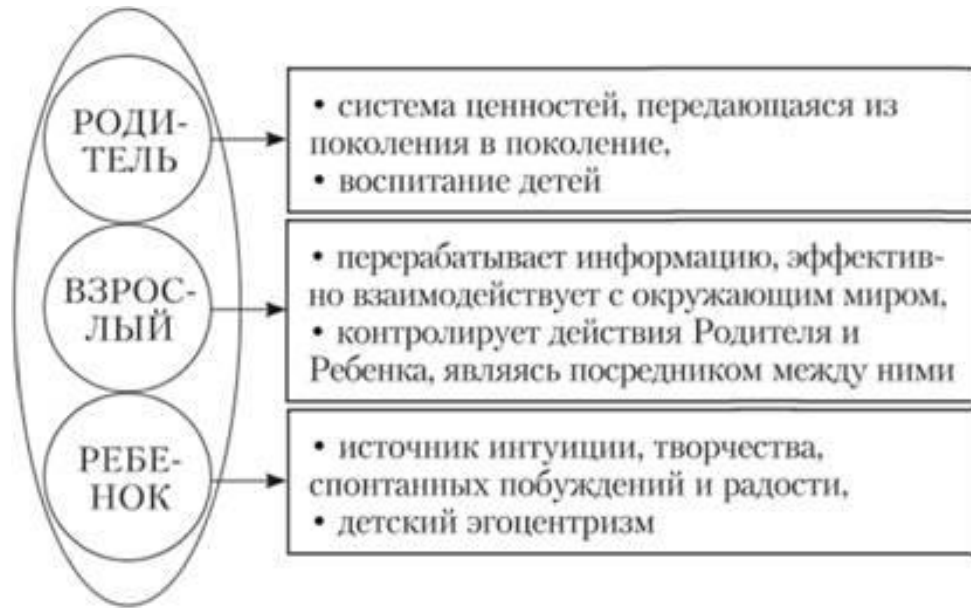 РОДИ-
ТЕЛЬ
• система ценностей, передающаяся из
поколения в поколение,
• воспитание детей
ВЗРОС-
ЛЫЙ
• перерабатывает информацию, эффектив-
но взаимодействует с окружающим миром,
• контролирует действия Родителя и
Ребенка, являясь посредником между ними
РЕБЕ-
НОК
• источник интуиции, творчества,
спонтанных побуждений и радости,
• детский эгоцентризм